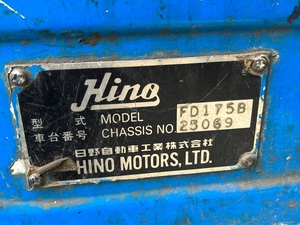 Hino
型式 MODEL FD175B
車台番号 CHASSIS NO. 25069
日野自動車工業株式会社
HINO MOTORS, LTD.